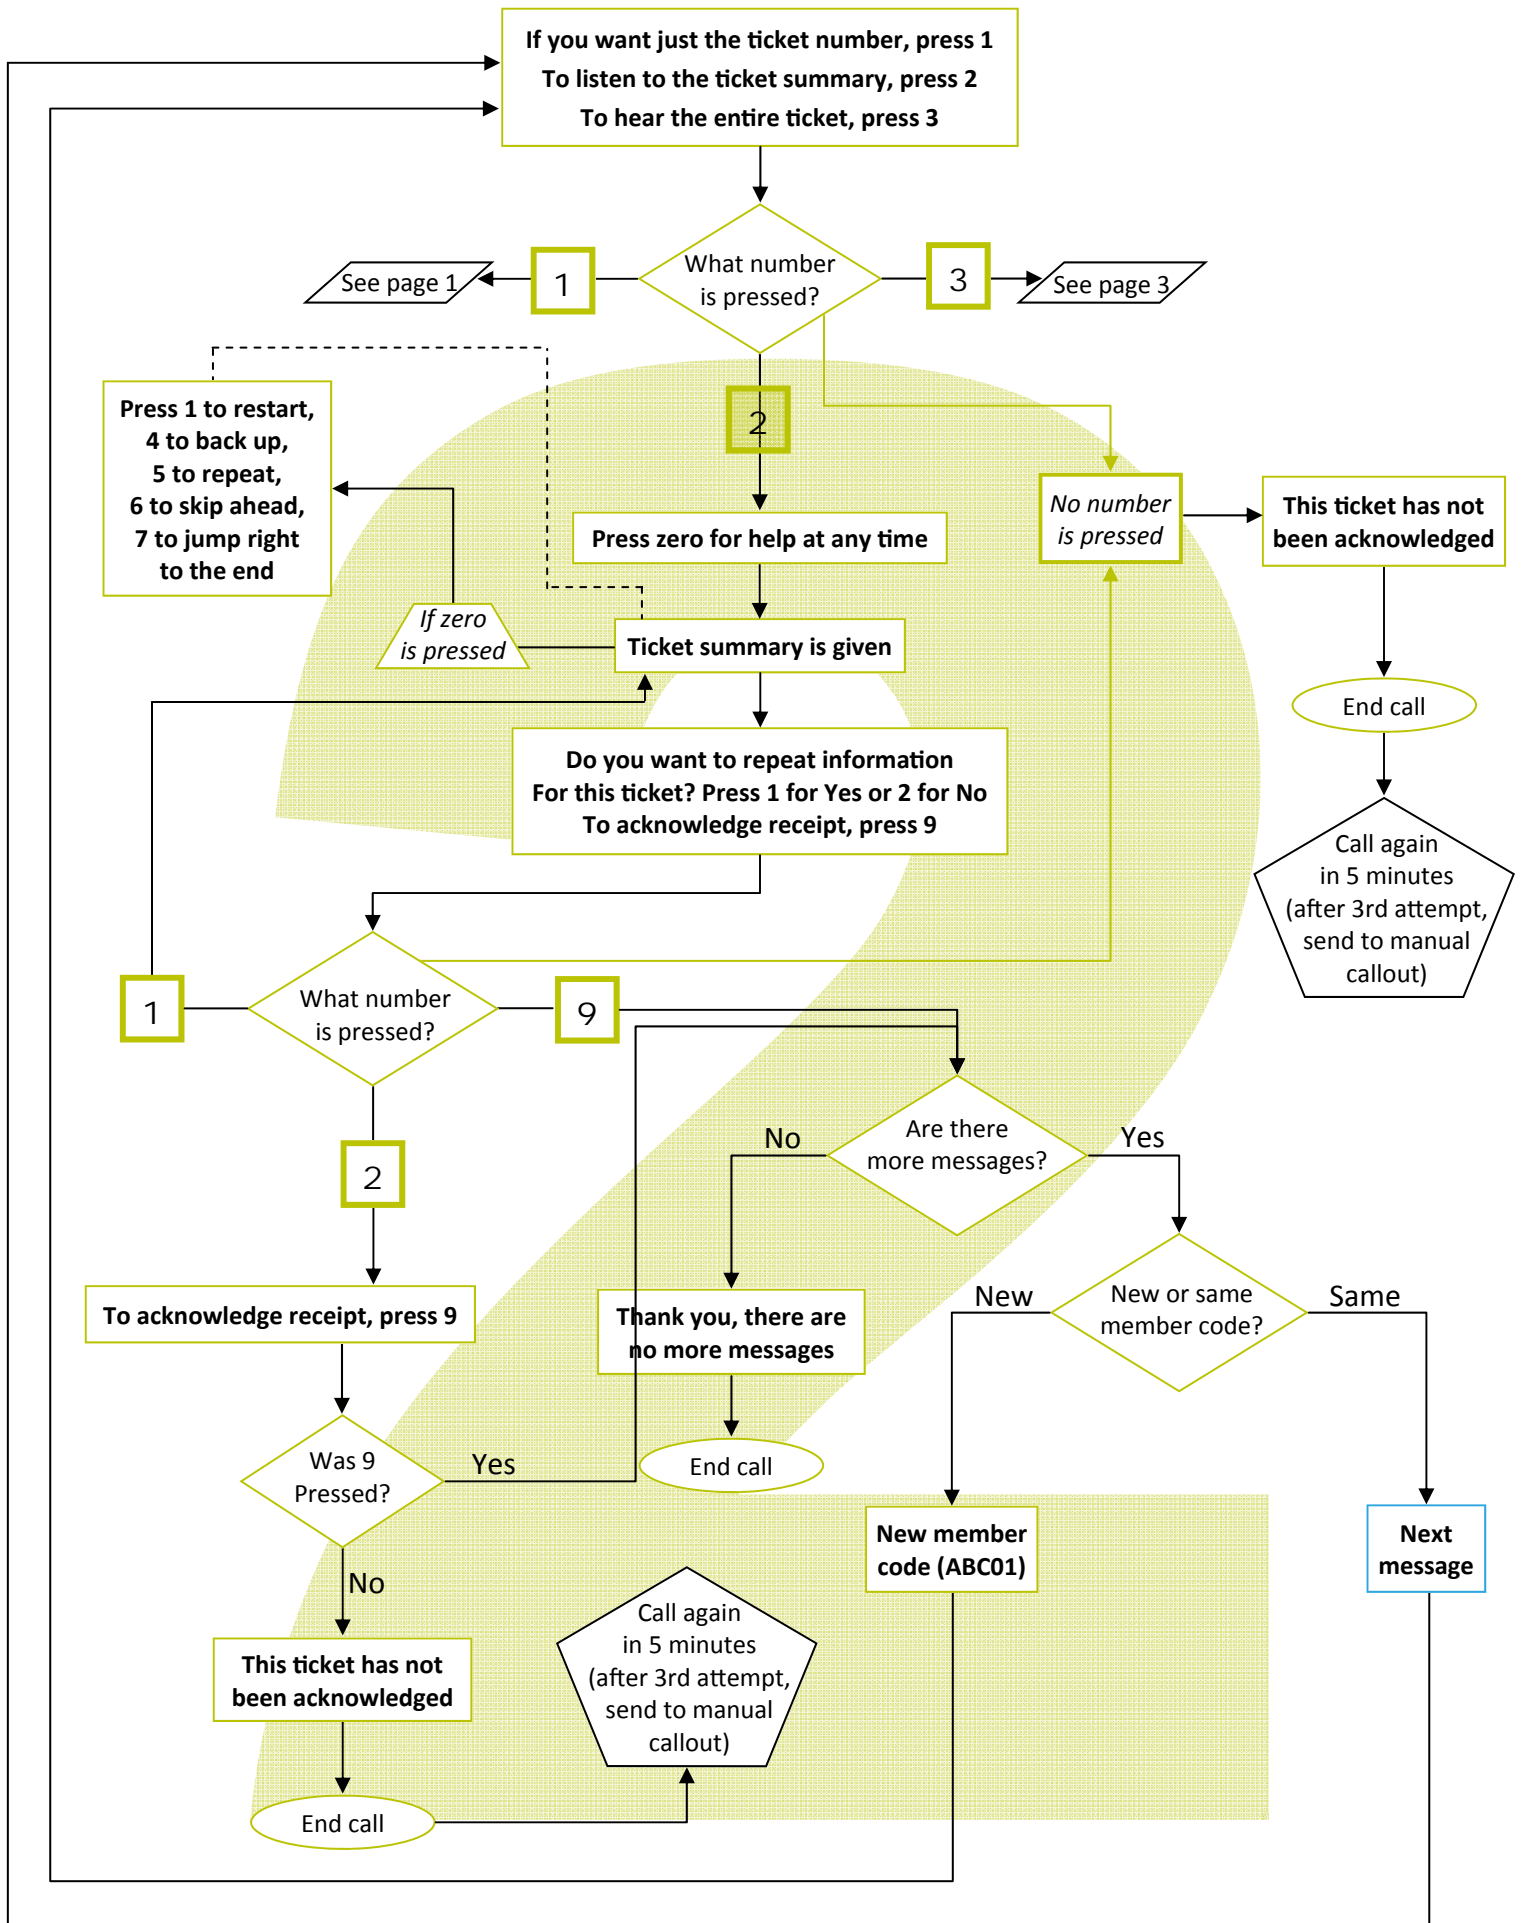 If you want just the ticket number, press 1
To listen to the ticket summary, press 2
To hear the entire ticket, press 3
What number
is pressed?
1
See page 1
3
See page 3
2
Press 1 to restart,
4 to back up,
5 to repeat,
6 to skip ahead,
7 to jump right
to the end
No number
is pressed
This ticket has not
been acknowledged
Press zero for help at any time
If zero
is pressed
Ticket summary is given
End call
Do you want to repeat information
For this ticket? Press 1 for Yes or 2 for No
To acknowledge receipt, press 9
Call again
in 5 minutes
(after 3rd attempt,
send to manual
callout)
What number
is pressed?
1
9
2
Are there
more messages?
No
Yes
To acknowledge receipt, press 9
Thank you, there are
no more messages
New or same
member code?
New
Same
Was 9
Pressed?
Yes
No
End call
New member
code (ABC01)
Next
message
This ticket has not
been acknowledged
Call again
in 5 minutes
(after 3rd attempt,
send to manual
callout)
End call
2